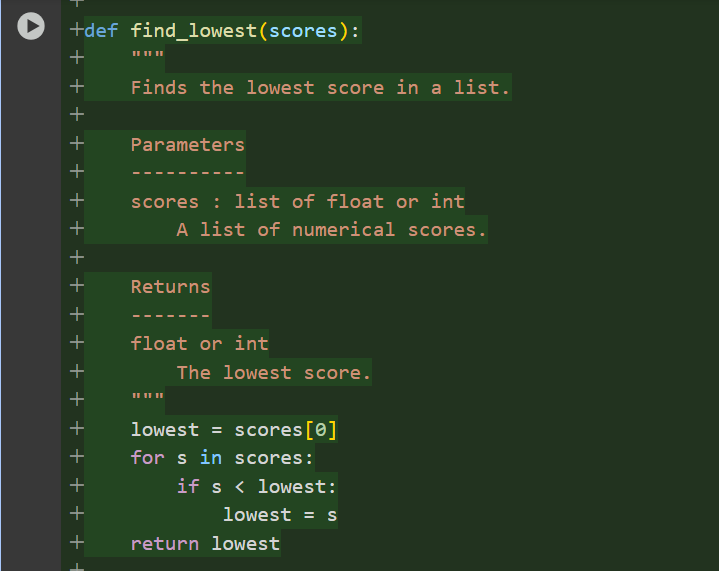 +
+def find_lowest(scores):
+    """
+    Finds the lowest score in a list.
+
+    Parameters
+    ----------
+    scores : list of float or int
+        A list of numerical scores.
+
+    Returns
+    -------
+    float or int
+        The lowest score.
+    """
+    lowest = scores[0]
+    for s in scores:
+        if s < lowest:
+            lowest = s
+    return lowest
+